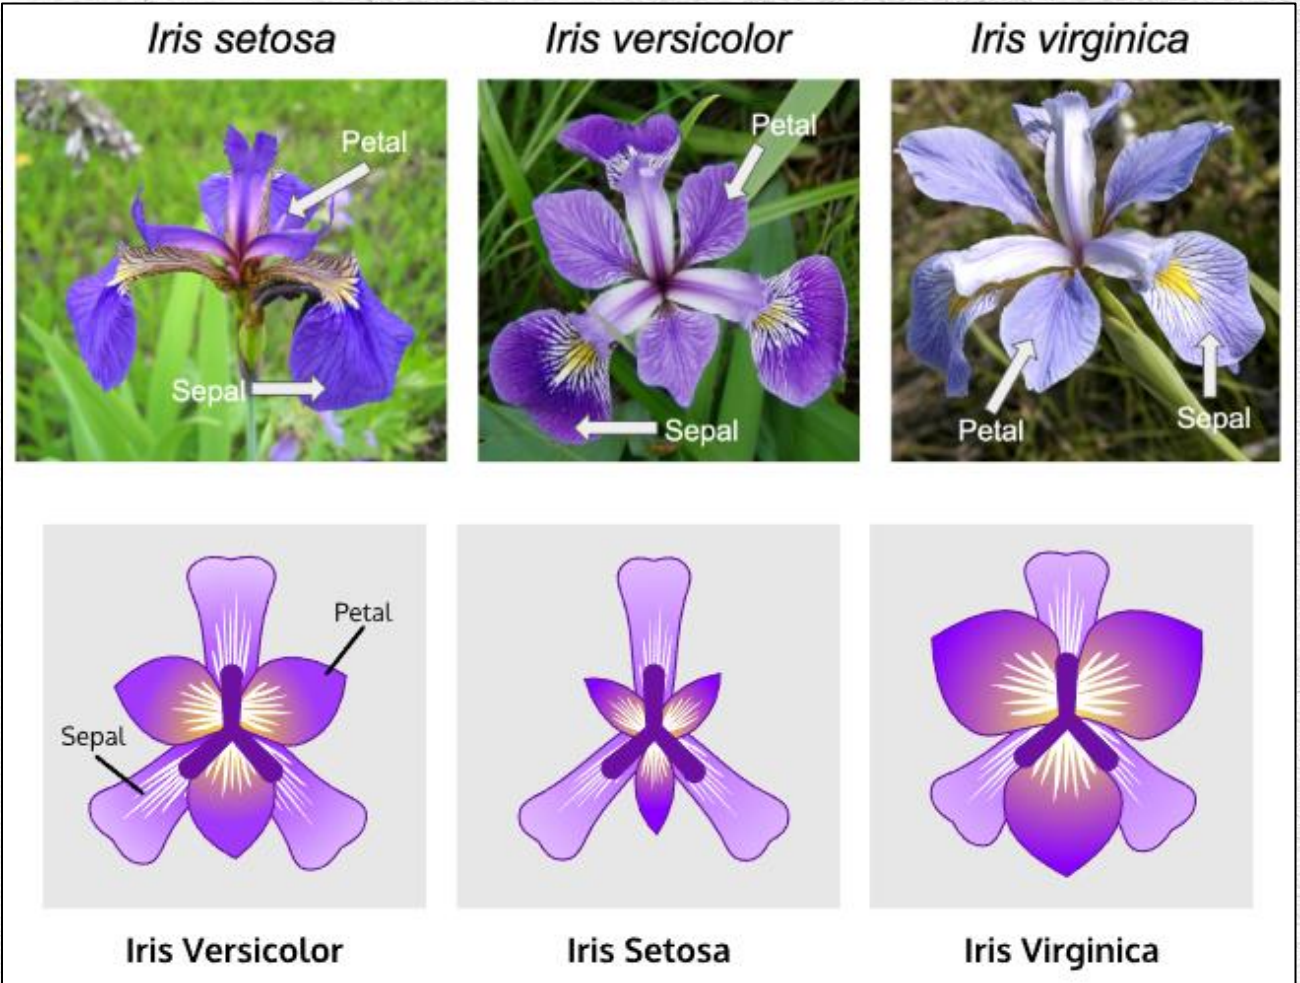 Iris setosa
Iris versicolor
Iris virginica
Petal
Sepal
Petal
Sepal
Petal
Sepal
Petal
Sepal
Iris Versicolor
Iris Setosa
Iris Virginica